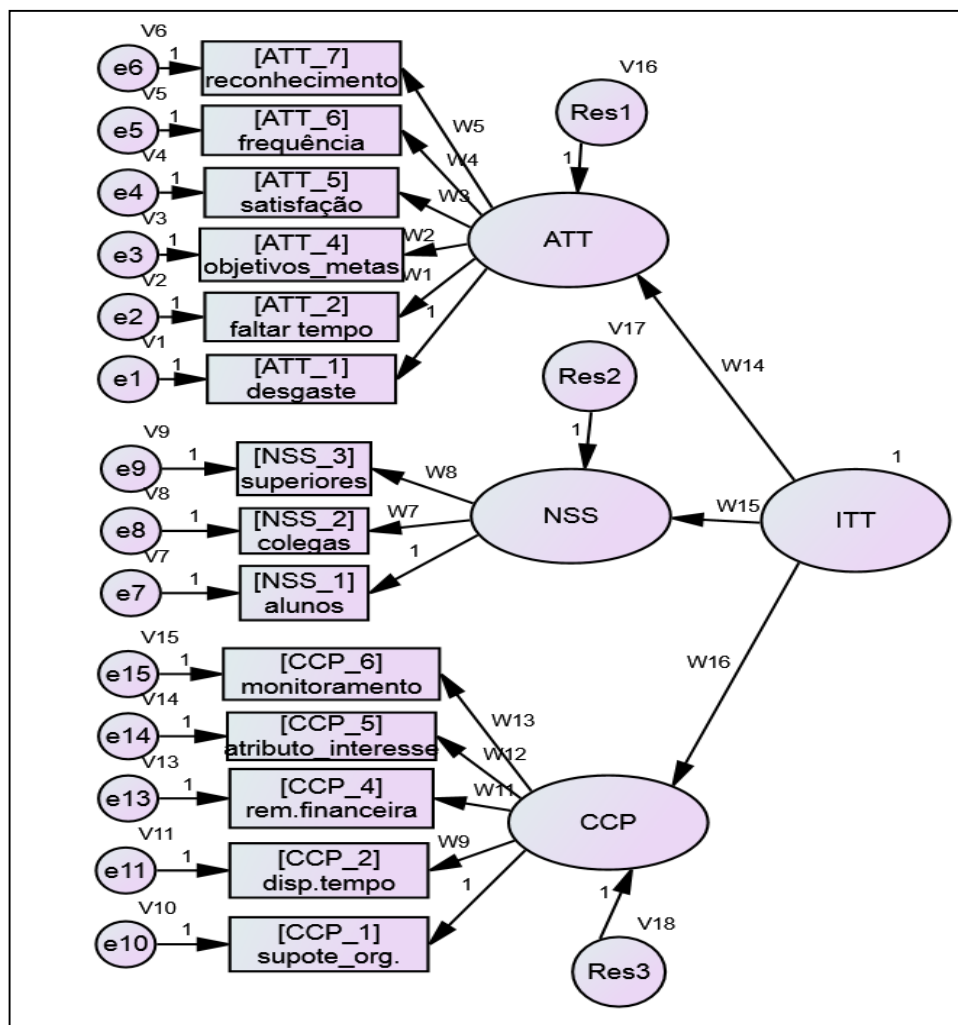 V6
e6
1
[ATT_7]
reconhecimento
V5
e5
1
[ATT_6]
frequência
V4
e4
1
[ATT_5]
satisfação
V3
e3
1
[ATT_4]
objetivos_metas
V2
e2
1
[ATT_2]
faltar tempo
V1
e1
1
[ATT_1]
desgaste
W5
W4
W3
W2
W1
1
V16
Res1
1
ATT
V17
Res2
1
W14
V9
e9
1
[NSS_3]
superiores
V8
e8
1
[NSS_2]
colegas
V7
e7
1
[NSS_1]
alunos
W8
W7
1
NSS
W15
1
ITT
W16
V15
e15
1
[CCP_6]
monitoramento
V14
e14
1
[CCP_5]
atributo_interesse
V13
e13
1
[CCP_4]
rem.financeira
V11
e11
1
[CCP_2]
disp.tempo
V10
e10
1
[CCP_1]
supote_org.
W13
W12
W11
W9
1
CCP
1
V18
Res3